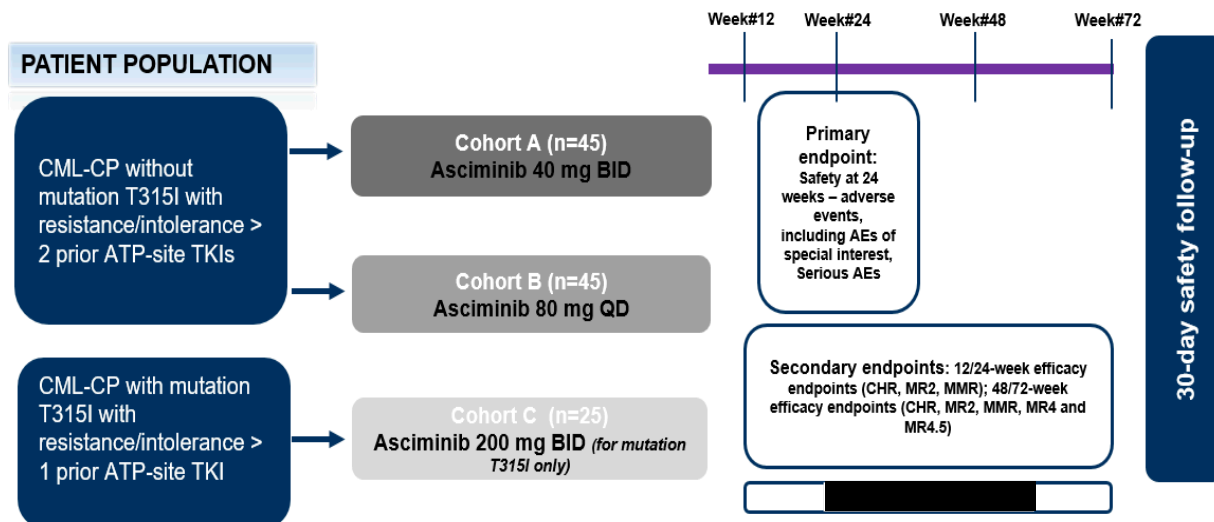 Week#12
Week#24
Week#48
Week#72
PATIENT POPULATION
CML-CP without
mutation T315I with
resistance/intolerance >
2 prior ATP-site TKIs
Cohort A (n=45)
Asciminib 40 mg BID
Cohort B (n=45)
Asciminib 80 mg QD
CML-CP with mutation
T315I with
resistance/intolerance >
1 prior ATP-site TKI
Cohort C (n=25)
Asciminib 200 mg BID (for mutation
T315I only)
Primary
endpoint:
Safety at 24
weeks – adverse
events,
including AEs of
special interest,
Serious AEs
Secondary endpoints: 12/24-week efficacy
endpoints (CHR, MR2, MMR); 48/72-week
efficacy endpoints (CHR, MR2, MMR, MR4 and
MR4.5)
30-day safety follow-up